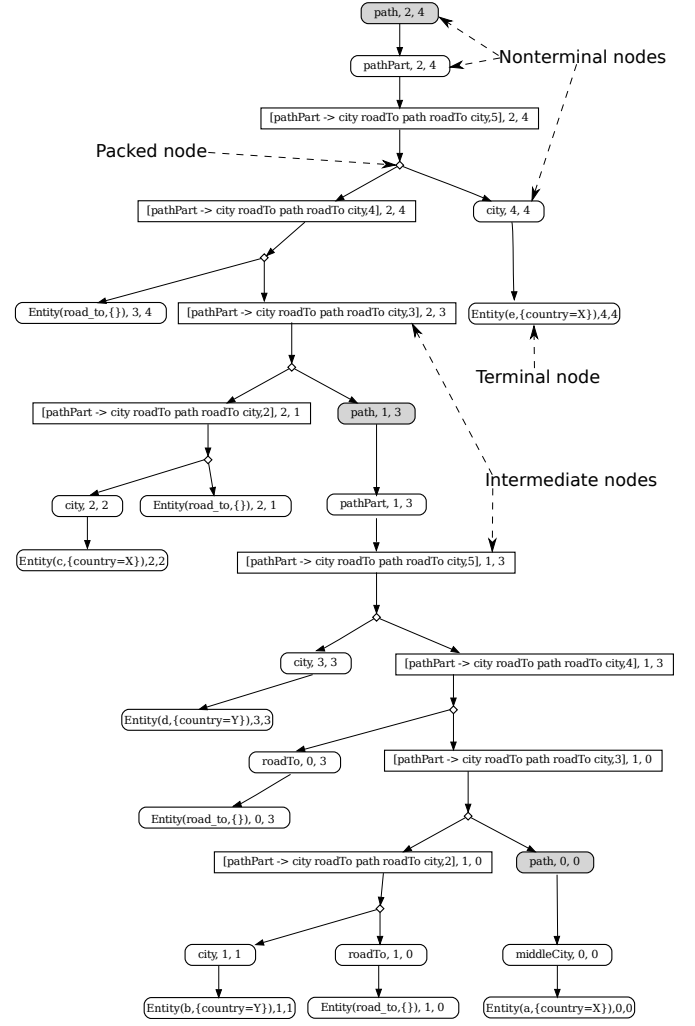 path, 2, 4
Nonterminal nodes
pathPart, 2, 4
[pathPart -> city roadTo path roadTo city,5], 2, 4
Packed node
[pathPart -> city roadTo path roadTo city,4], 2, 4
city, 4, 4
Entity(road_to,{}), 3, 4
[pathPart -> city roadTo path roadTo city,3], 2, 3
Entity(e,{country=X}),4,4
Terminal node
[pathPart -> city roadTo path roadTo city,2], 2, 1
path, 1, 3
Intermediate nodes
city, 2, 2
Entity(road_to,{}), 2, 1
pathPart, 1, 3
Entity(c,{country=X}),2,2
[pathPart -> city roadTo path roadTo city,5], 1, 3
city, 3, 3
[pathPart -> city roadTo path roadTo city,4], 1, 3
Entity(d,{country=Y}),3,3
roadTo, 0, 3
[pathPart -> city roadTo path roadTo city,3], 1, 0
Entity(road_to,{}), 0, 3
[pathPart -> city roadTo path roadTo city,2], 1, 0
path, 0, 0
city, 1, 1
roadTo, 1, 0
middleCity, 0, 0
Entity(b,{country=Y}),1,1
Entity(road_to,{}), 1, 0
Entity(a,{country=X}),0,0